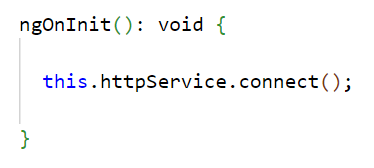 ngOnInit(): void {
this.httpService.connect();
}